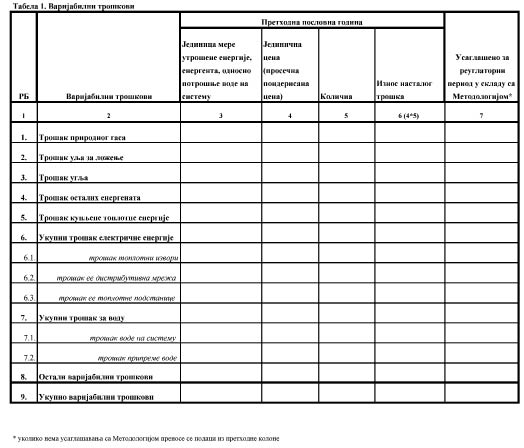 Табела 1. Варијабилни трошкови
Претходна пословна година
Јединица мере
утрошене енергије,
енергента, односно
потрошње воде на
систему
Јединична
цена
(просечна
пондерисана
цена)
Усаглашено за
регулаторни
период у складу са
Методологијом*
РБ
Варијабилни трошкови
Количина
Износ насталог
трошка
1 2 3 4 5 6 (4*5) 7
1. Трошак природног гаса
2. Трошак уља за ложење
3. Трошак угља
4. Трошак осталих енергената
5. Трошак купљене топлотне енергије
6. Укупни трошак електричне енергије
6.1. трошак топлотни извори
6.2. трошак ее дистрибутивна мрежа
6.3. трошак ее топлотне подстанице
7. Укупни трошак за воду
7.1. трошак воде на систему
7.2. трошак припреме воде
8. Остали варијабилни трошкови
9. Укупно варијабилни трошкови
* уколико нема усаглашавања са Методологијом преносе се подаци из претходне колоне